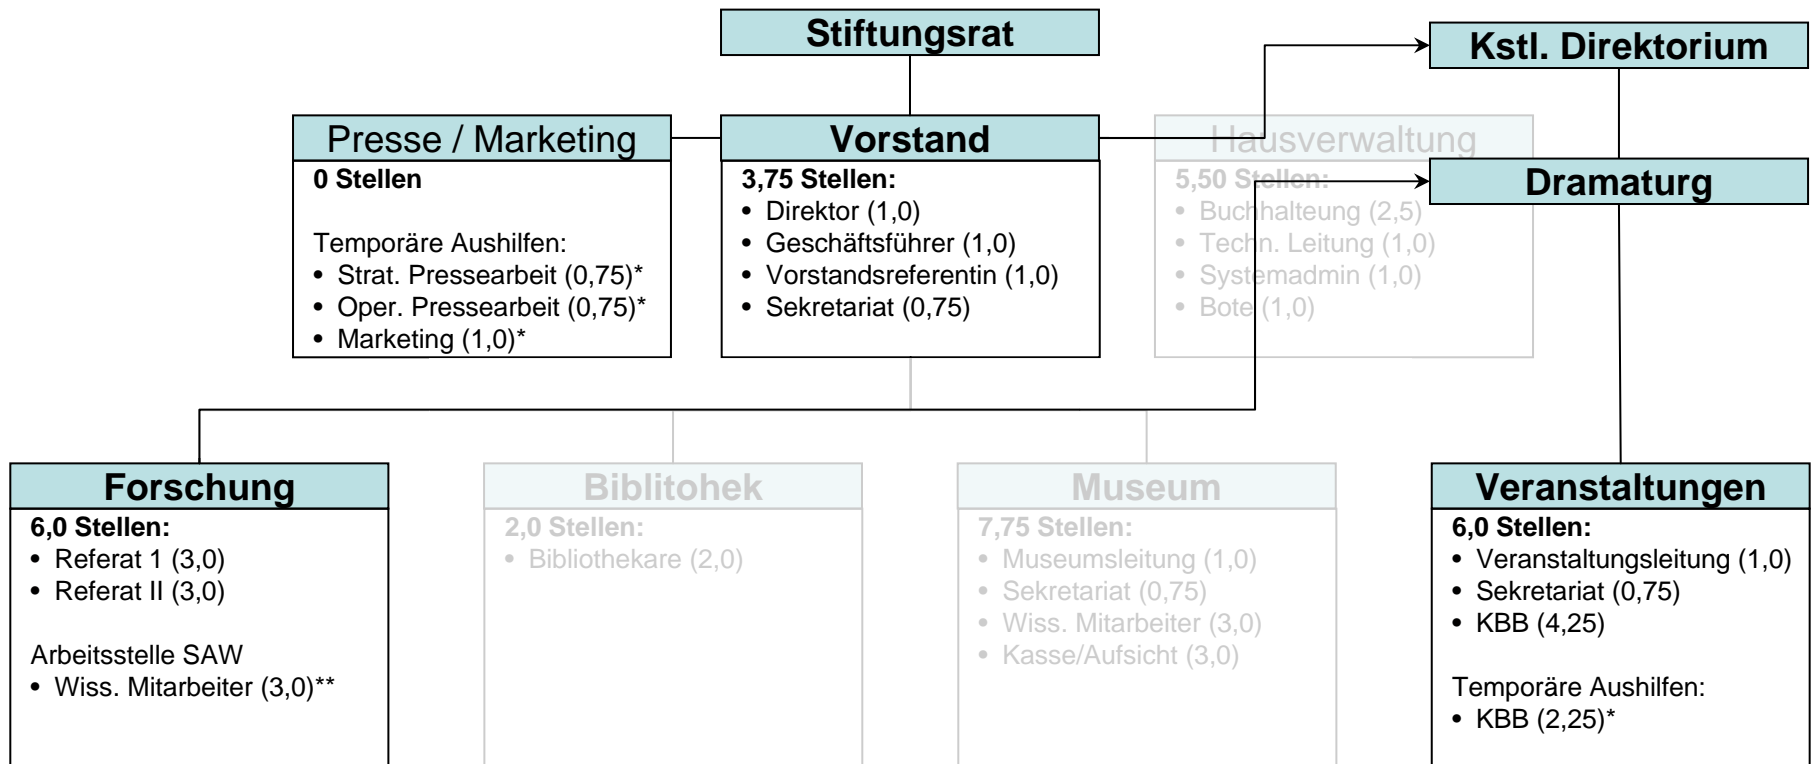 Stiftungsrat
Kstl. Direktorium
Presse / Marketing
0 Stellen
Temporäre Aushilfen:
• Strat. Pressearbeit (0,75)*
• Oper. Pressearbeit (0,75)*
• Marketing (1,0)*
Vorstand
3,75 Stellen:
• Direktor (1,0)
• Geschäftsführer (1,0)
• Vorstandsreferentin (1,0)
• Sekretariat (0,75)
Hausverwaltung
5,50 Stellen:
• Buchhalteung (2,5)
• Techn. Leitung (1,0)
• Systemadmin (1,0)
• Bote (1,0)
Dramaturg
Forschung
6,0 Stellen:
• Referat 1 (3,0)
• Referat II (3,0)
Arbeitsstelle SAW
• Wiss. Mitarbeiter (3,0)**
Biblitohek
2,0 Stellen:
• Bibliothekare (2,0)
Museum
7,75 Stellen:
• Museumsleitung (1,0)
• Sekretariat (0,75)
• Wiss. Mitarbeiter (3,0)
• Kasse/Aufsicht (3,0)
Veranstaltungen
6,0 Stellen:
• Veranstaltungsleitung (1,0)
• Sekretariat (0,75)
• KBB (4,25)
Temporäre Aushilfen:
• KBB (2,25)*